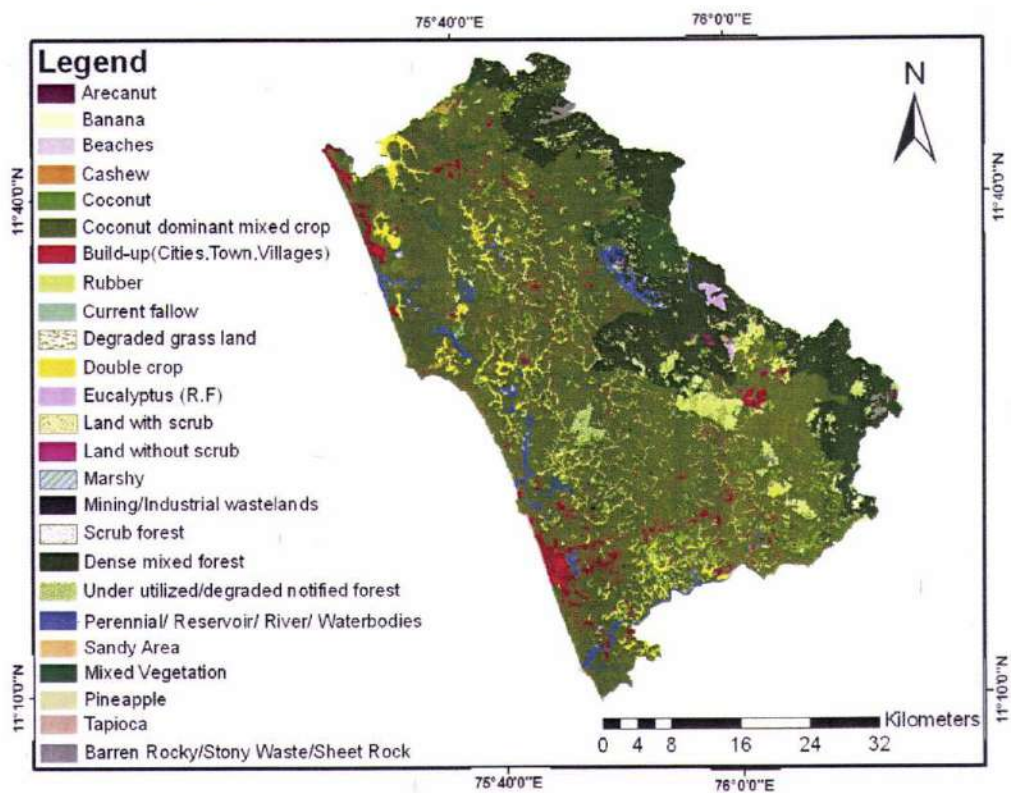 75°40'0"E
76°0'0"E
Legend
Arecanut
Banana
Beaches
Cashew
Coconut
Coconut dominant mixed crop
Build-up(Cities,Town,Villages)
Rubber
Current fallow
Degraded grass land
Double crop
Eucalyptus (R.F)
Land with scrub
Land without scrub
Marshy
Mining/Industrial wastelands
Scrub forest
Dense mixed forest
Under utilized/degraded notified forest
Perennial/ Reservoir/ River/ Waterbodies
Sandy Area
Mixed Vegetation
Pineapple
Tapioca
Barren Rocky/Stony Waste/Sheet Rock
N
11°40'0"N
11°40'0"N
11°10'0"N
11°10'0"N
Kilometers
0 4 8 16 24 32
75°40'0"E
76°0'0"E